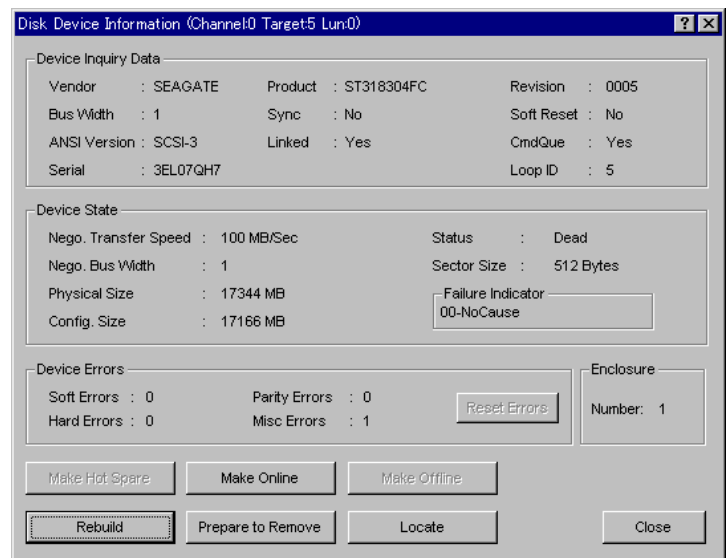 Disk Device Information (Channel:0 Target:5 Lun:0)
Device Inquiry Data
Vendor : SEAGATE Product : ST318304FC Revision : 0005
Bus Width : 1 Sync : No Soft Reset : No
ANSI Version : SCSI-3 Linked : Yes CmdQue : Yes
Serial : 3EL07QH7 Loop ID : 5
Device State
Nego. Transfer Speed : 100 MB/Sec Status : Dead
Nego. Bus Width : 1 Sector Size : 512 Bytes
Physical Size : 17344 MB Failure Indicator
Config. Size : 17166 MB 00-NoCause
Device Errors Enclosure
Soft Errors : 0 Parity Errors : 0 Reset Errors Number: 1
Hard Errors : 0 Misc Errors : 1
Make Hot Spare Make Online Make Offline
Rebuild Prepare to Remove Locate Close